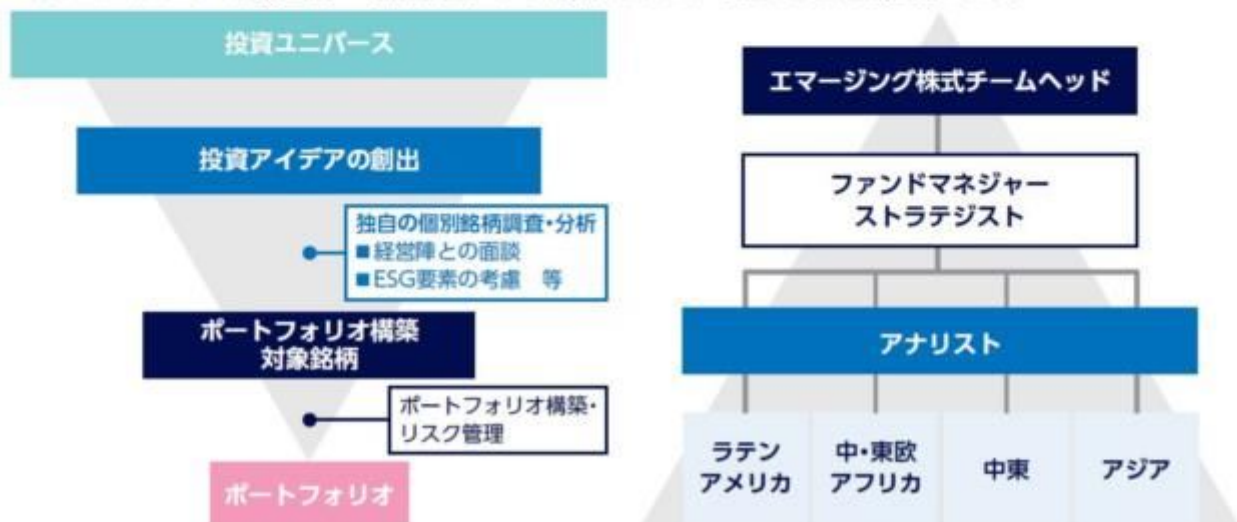 投資ユニバース
投資アイデアの創出
独自の個別銘柄調査・分析
■経営陣との面談
■ESG要素の考慮　等
ポートフォリオ構築
対象銘柄
ポートフォリオ構築・
リスク管理
ポートフォリオ
エマージング株式チームヘッド
ファンドマネジャー
ストラテジスト
アナリスト
ラテン
アメリカ
中・東欧
アフリカ
中東
アジア